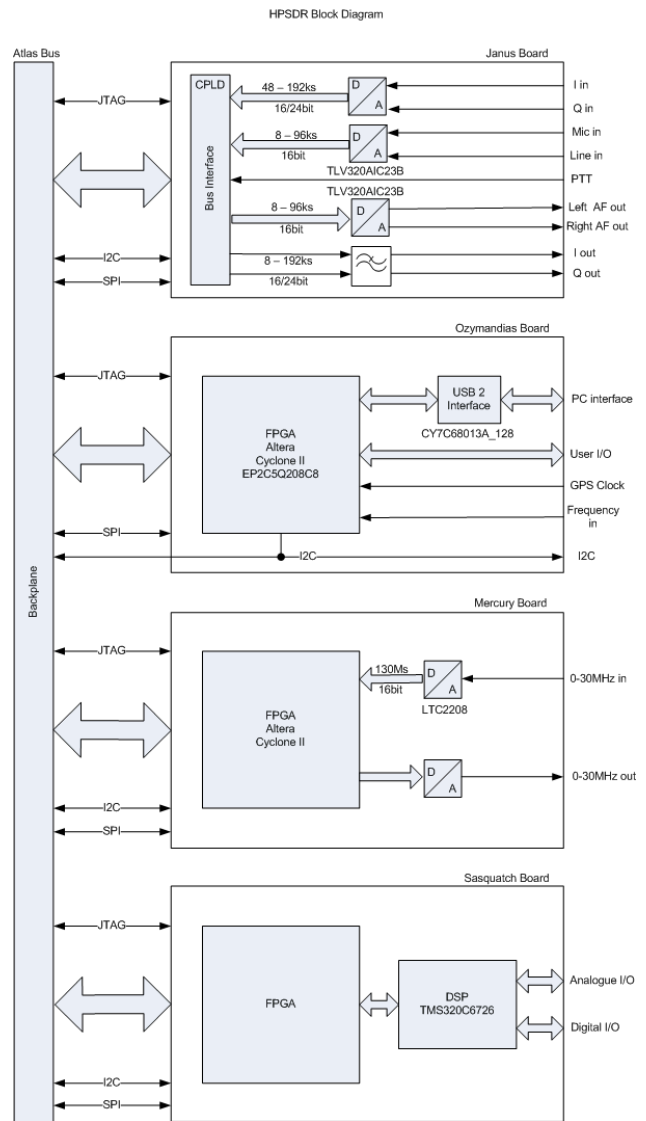 HPSDR Block Diagram
Atlas Bus
Janus Board
CPLD
Bus Interface
JTAG
I2C
SPI
48 – 192ks
16/24bit
D
A
I in
Q in
8 – 96ks
16bit
D
A
Mic in
Line in
TLV320AIC23B
PTT
TLV320AIC23B
8 – 96ks
16bit
D
A
Left AF out
Right AF out
8 – 192ks
16/24bit
I out
Q out
Ozymandias Board
JTAG
SPI
FPGA
Altera
Cyclone II
EP2C5Q208C8
USB 2
Interface
CY7C68013A_128
PC interface
User I/O
GPS Clock
Frequency
in
I2C
I2C
Backplane
Mercury Board
JTAG
I2C
SPI
FPGA
Altera
Cyclone II
130Ms
16bit
D
A
LTC2208
0-30MHz in
D
A
0-30MHz out
Sasquatch Board
JTAG
I2C
SPI
FPGA
DSP
TMS320C6726
Analogue I/O
Digital I/O